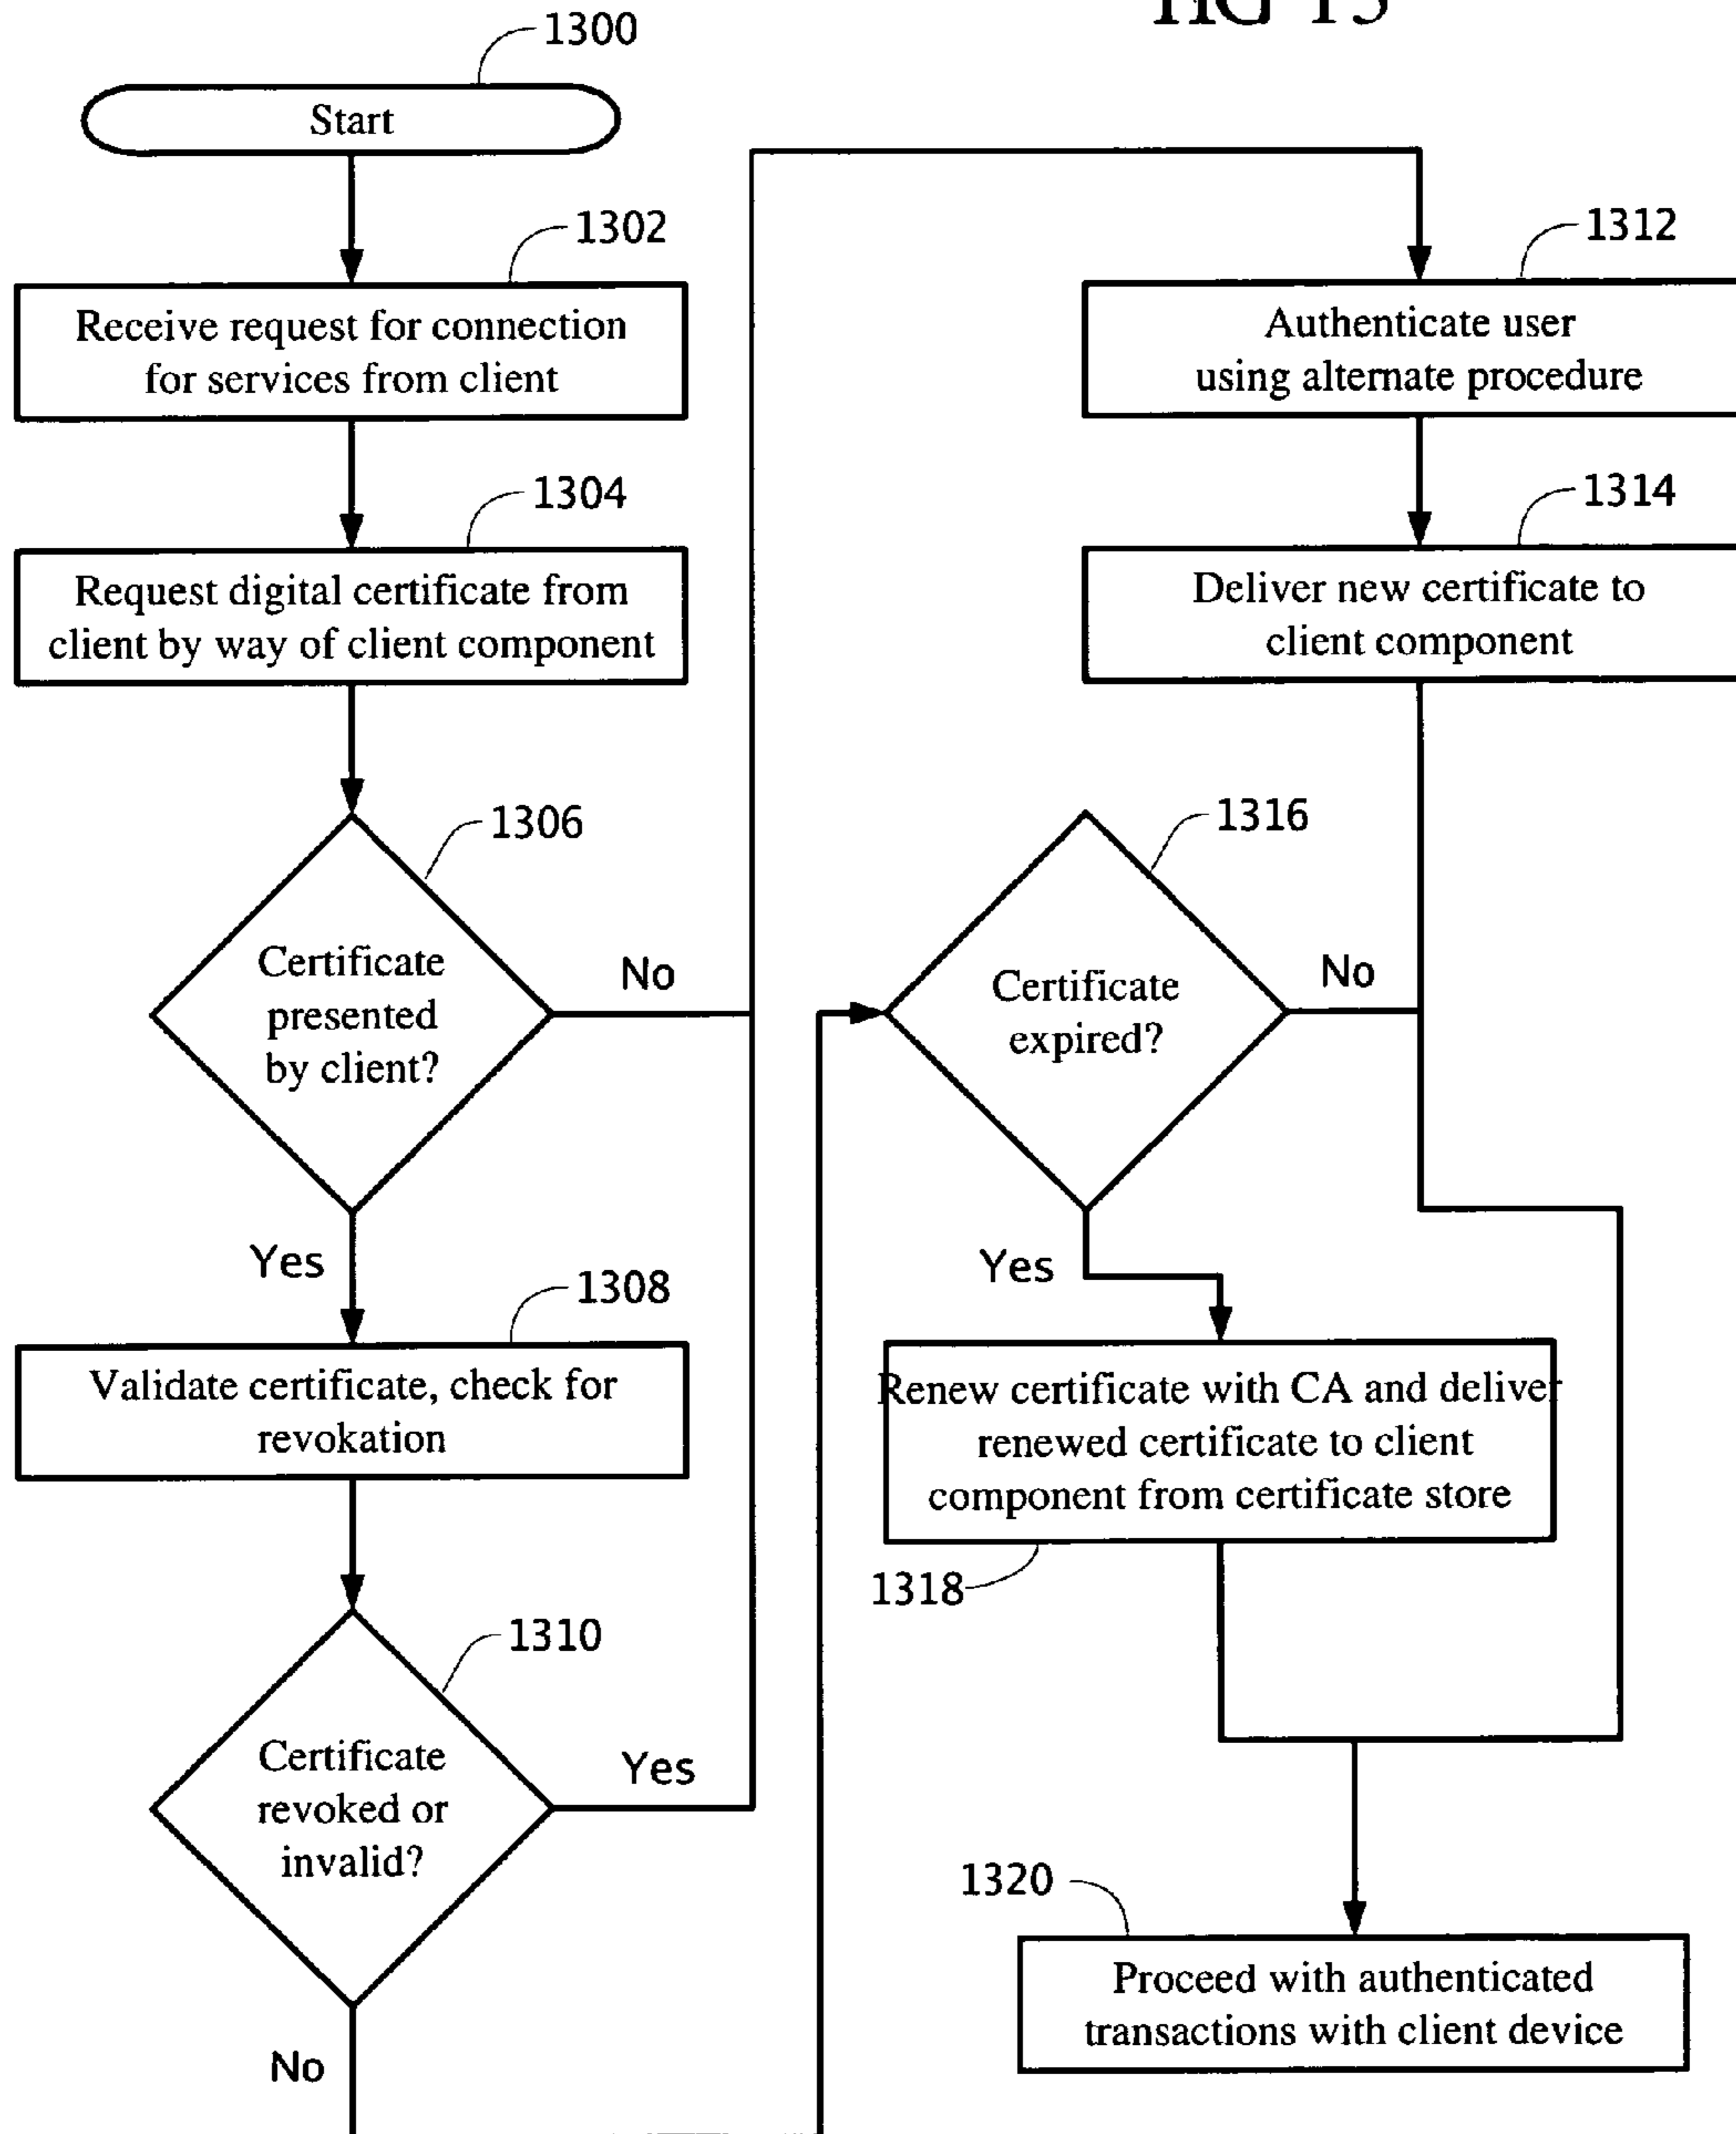 FIG 13
1300
Start
1302
Receive request for connection
for services from client
1304
Request digital certificate from
client by way of client component
1306
Certificate
presented
by client?
No
Yes
1308
Validate certificate, check for
revokation
1310
Certificate
revoked or
invalid?
Yes
No
1312
Authenticate user
using alternate procedure
1314
Deliver new certificate to
client component
1316
Certificate
expired?
No
Yes
Renew certificate with CA and deliver
renewed certificate to client
component from certificate store
1318
1320
Proceed with authenticated
transactions with client device